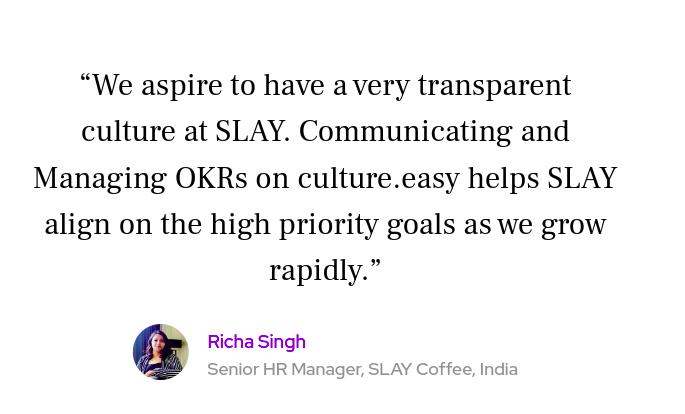 “We aspire to have a very transparent
culture at SLAY. Communicating and
Managing OKRs on culture.easy helps SLAY
align on the high priority goals as we grow
rapidly.”
Richa Singh
Senior HR Manager, SLAY Coffee, India